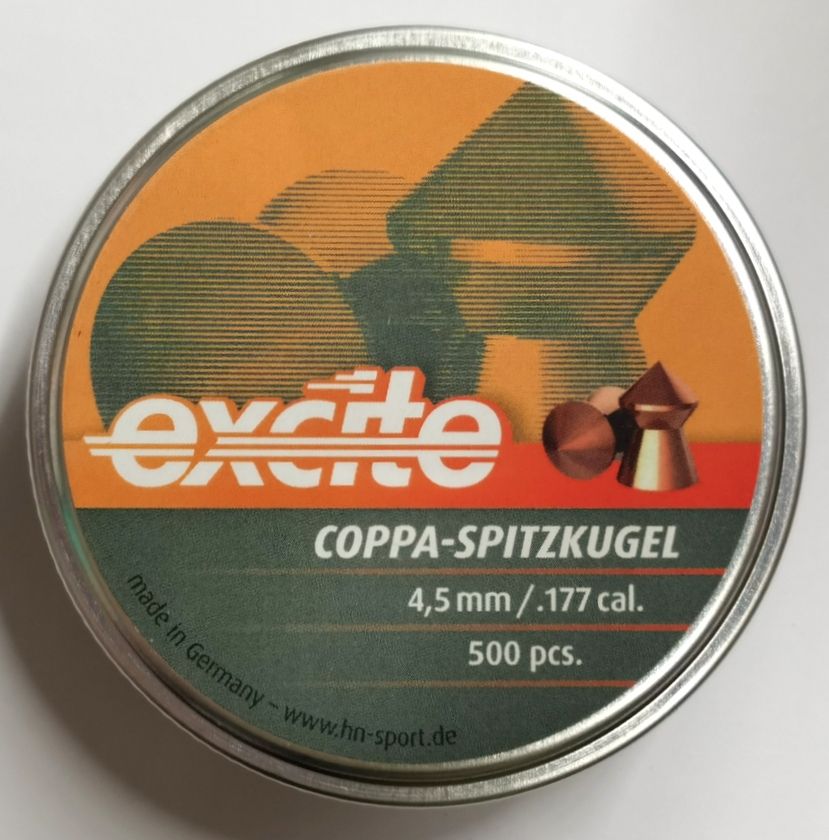 excite
COPPA-SPITZKUGEL
4,5 mm / .177 cal.
500 pcs.
made in Germany – www.hn-sport.de